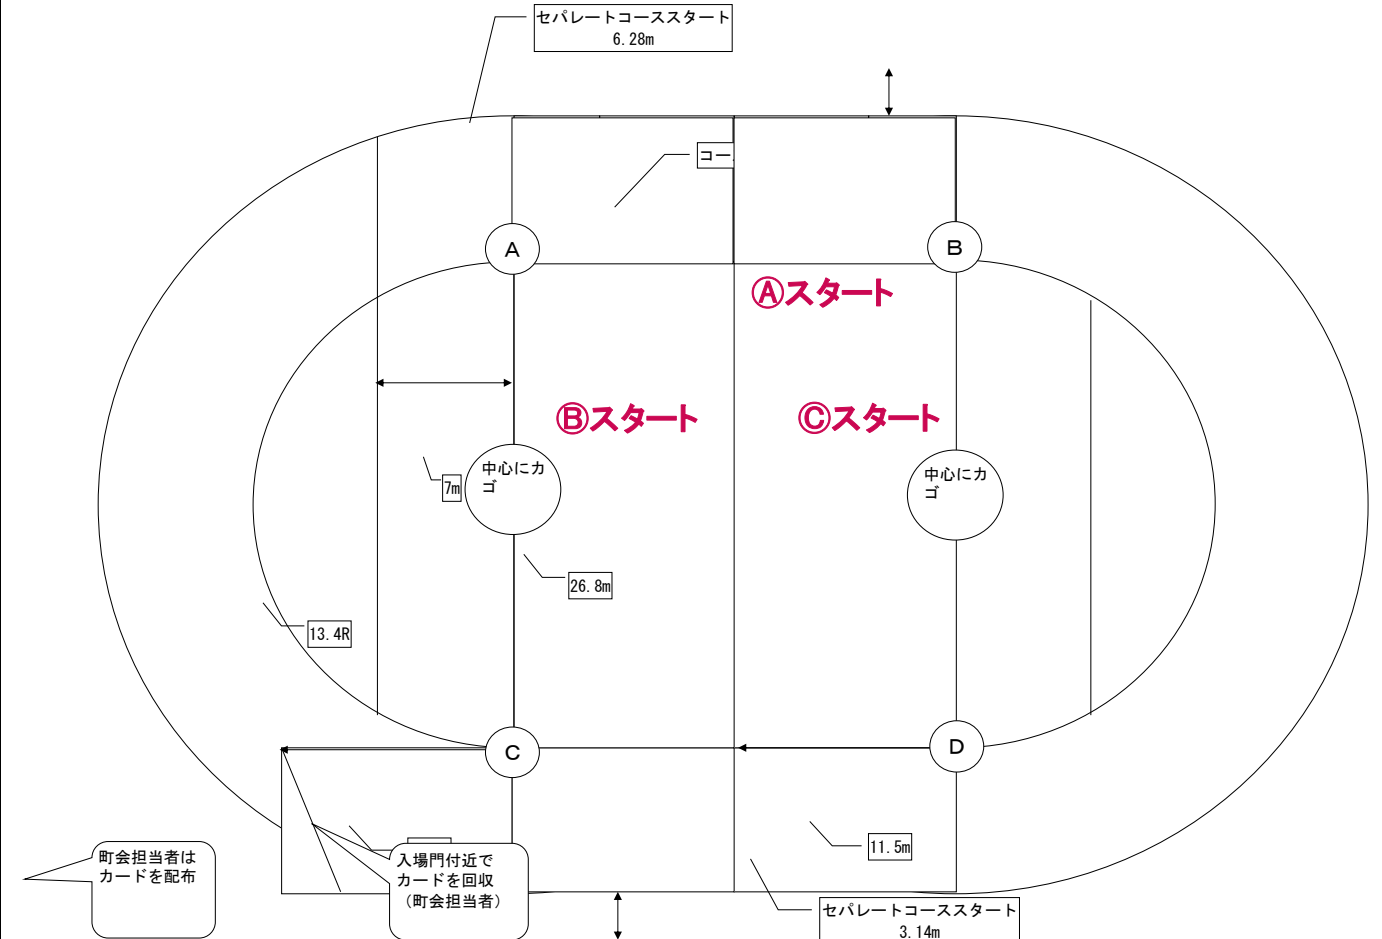 セパレートコーススタート
6.28m
コー
A
B
Ⓐスタート
Ⓑスタート
Ⓒスタート
中心にカ
ゴ
中心にカ
ゴ
7m
26.8m
13.4R
C
D
11.5m
町会担当者は
カードを配布
入場門付近で
カードを回収
（町会担当者）
セパレートコーススタート
3.14m